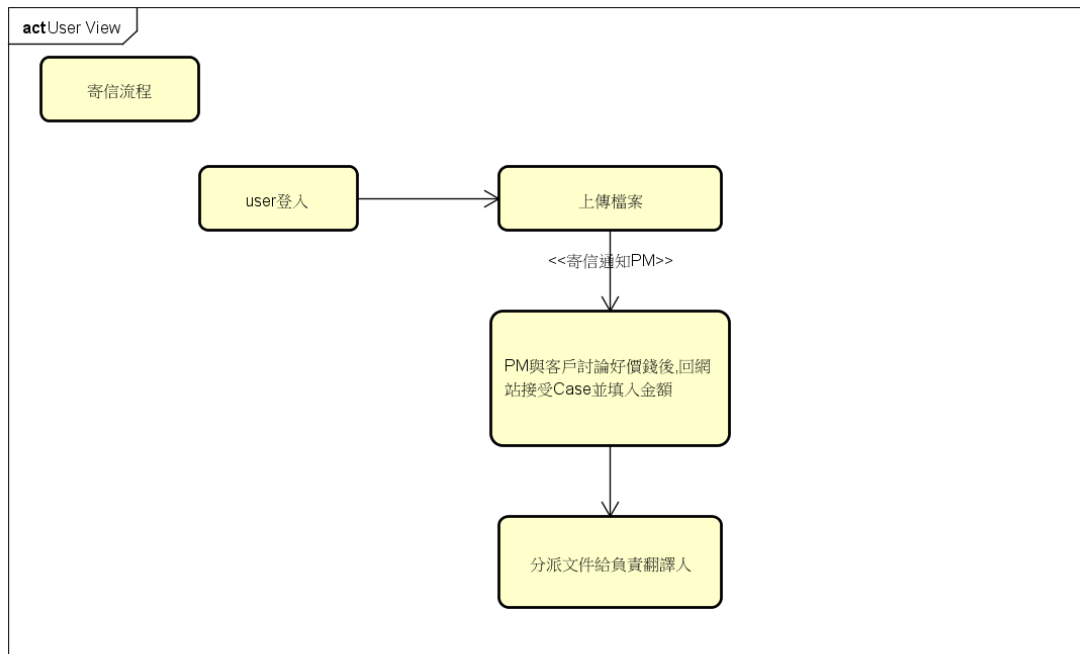 act User View
寄信流程
user登入
上傳檔案
<<寄信通知PM>>
PM與客戶討論好價錢後,回網
站接受Case並填入金額
分派文件給負責翻譯人